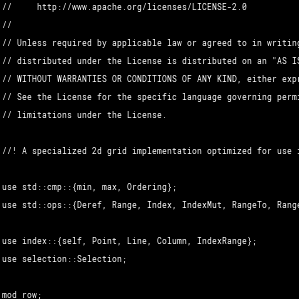 //     http://www.apache.org/licenses/LICENSE-2.0
//
// Unless required by applicable law or agreed to in writing
// distributed under the License is distributed on an "AS IS
// WITHOUT WARRANTIES OR CONDITIONS OF ANY KIND, either expr
// See the License for the specific language governing permi
// limitations under the License.
//! A specialized 2d grid implementation optimized for use i
use std::cmp::{min, max, Ordering};
use std::ops::{Deref, Range, Index, IndexMut, RangeTo, Range
use index::{self, Point, Line, Column, IndexRange};
use selection::Selection;
mod row;